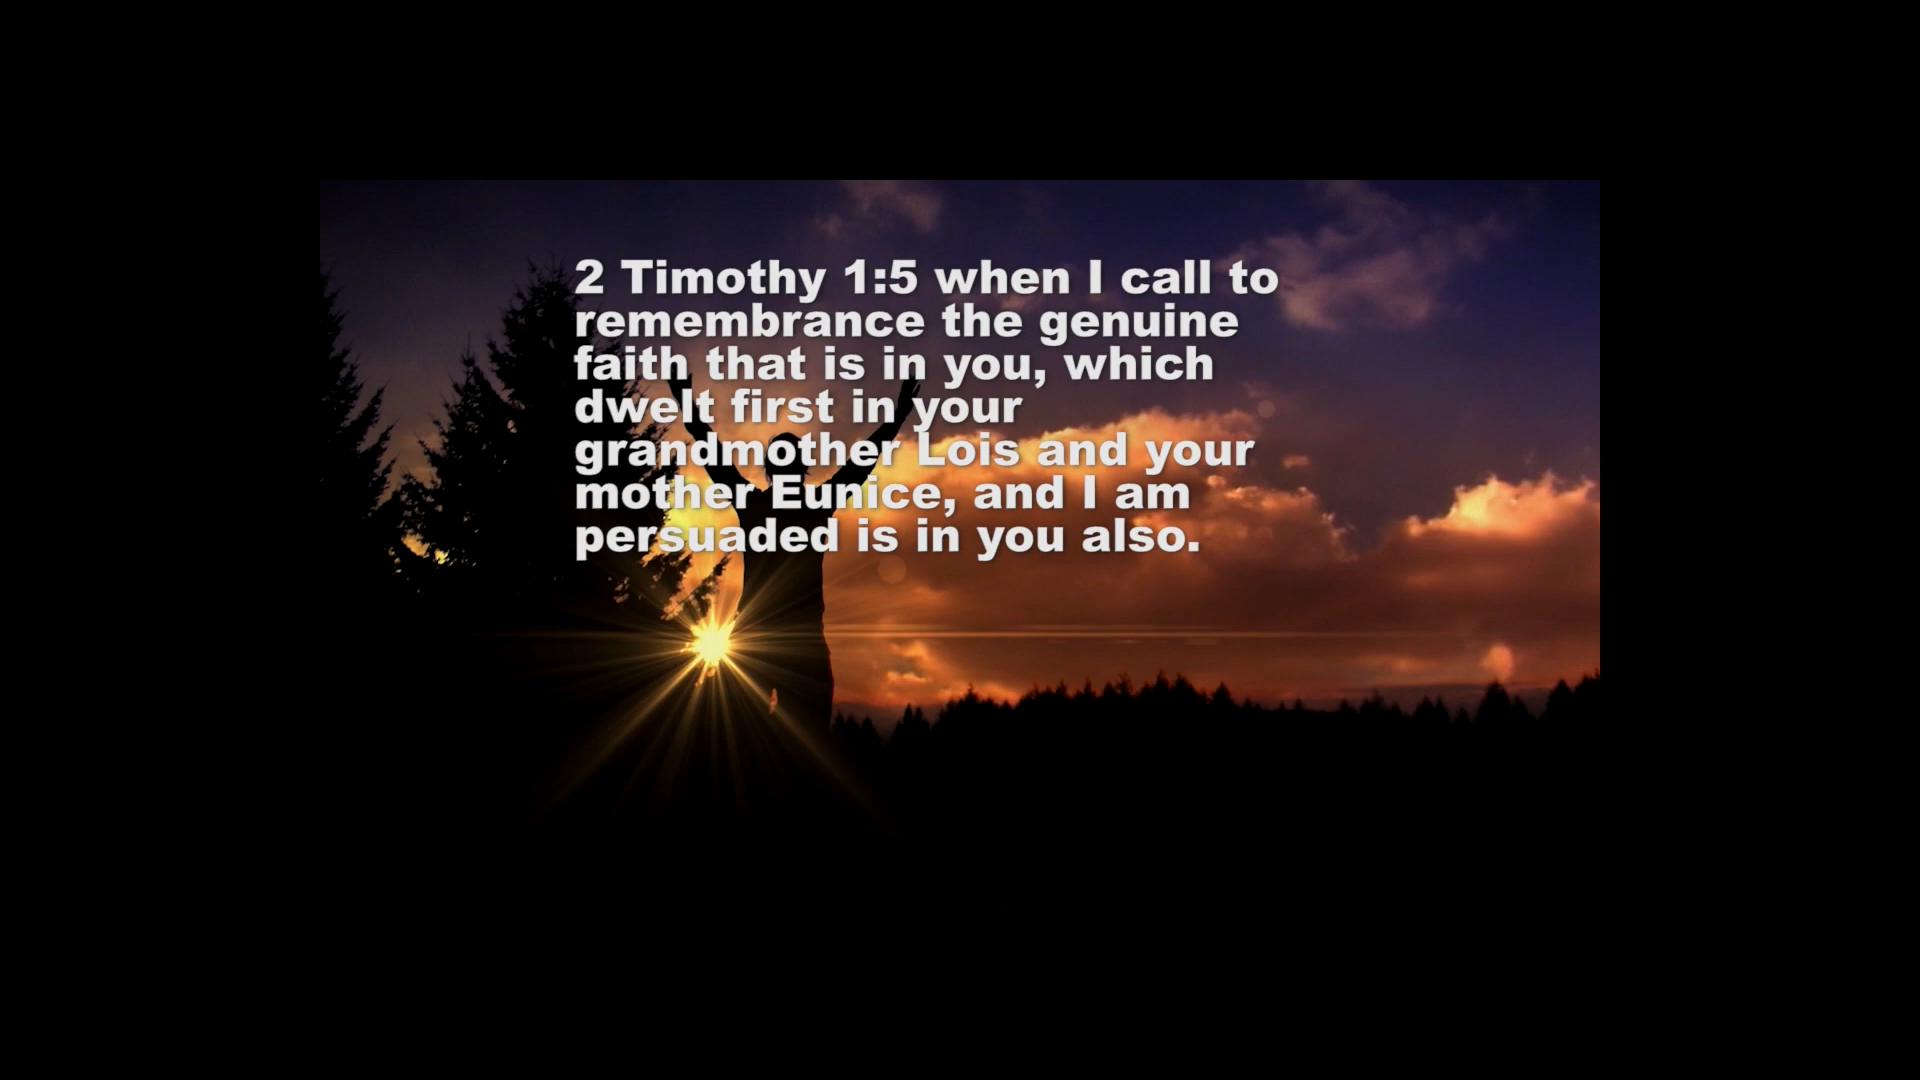 2 Timothy 1:5 when I call to
remembrance the genuine
faith that is in you, which
dwelt first in your
grandmother Lois and your
mother Eunice, and I am
persuaded is in you also.